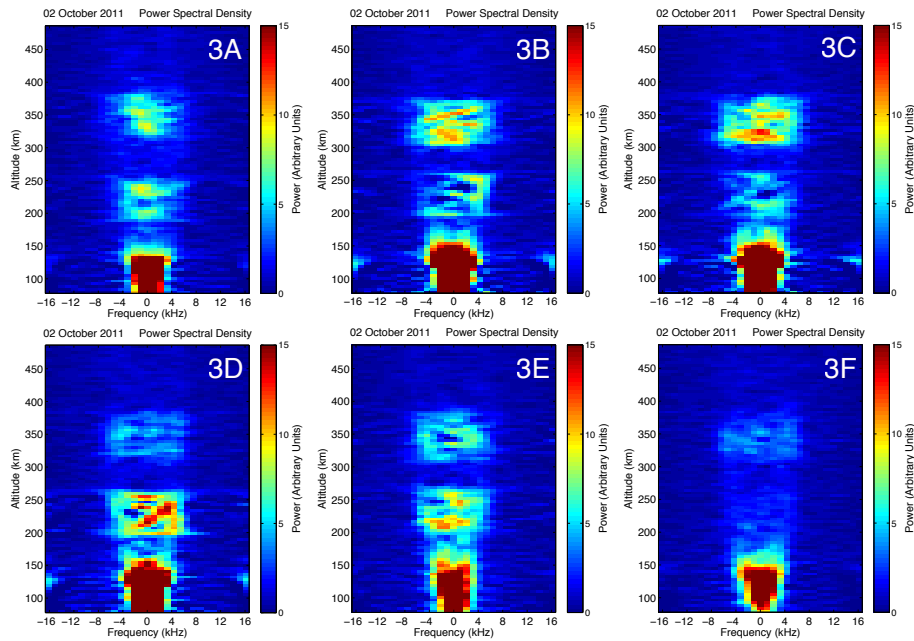 02 October 2011 Power Spectral Density
3A
Altitude (km)
450
400
350
300
250
200
150
100
−16 −12 −8 −4 0 4 8 12 16
Frequency (kHz)
15
10
5
0
Power (Arbitrary Units)
02 October 2011 Power Spectral Density
3B
Altitude (km)
450
400
350
300
250
200
150
100
−16 −12 −8 −4 0 4 8 12 16
Frequency (kHz)
15
10
5
0
Power (Arbitrary Units)
02 October 2011 Power Spectral Density
3C
Altitude (km)
450
400
350
300
250
200
150
100
−16 −12 −8 −4 0 4 8 12 16
Frequency (kHz)
15
10
5
0
Power (Arbitrary Units)
02 October 2011 Power Spectral Density
3D
Altitude (km)
450
400
350
300
250
200
150
100
−16 −12 −8 −4 0 4 8 12 16
Frequency (kHz)
15
10
5
0
Power (Arbitrary Units)
02 October 2011 Power Spectral Density
3E
Altitude (km)
450
400
350
300
250
200
150
100
−16 −12 −8 −4 0 4 8 12 16
Frequency (kHz)
15
10
5
0
Power (Arbitrary Units)
02 October 2011 Power Spectral Density
3F
Altitude (km)
450
400
350
300
250
200
150
100
−16 −12 −8 −4 0 4 8 12 16
Frequency (kHz)
15
10
5
0
Power (Arbitrary Units)